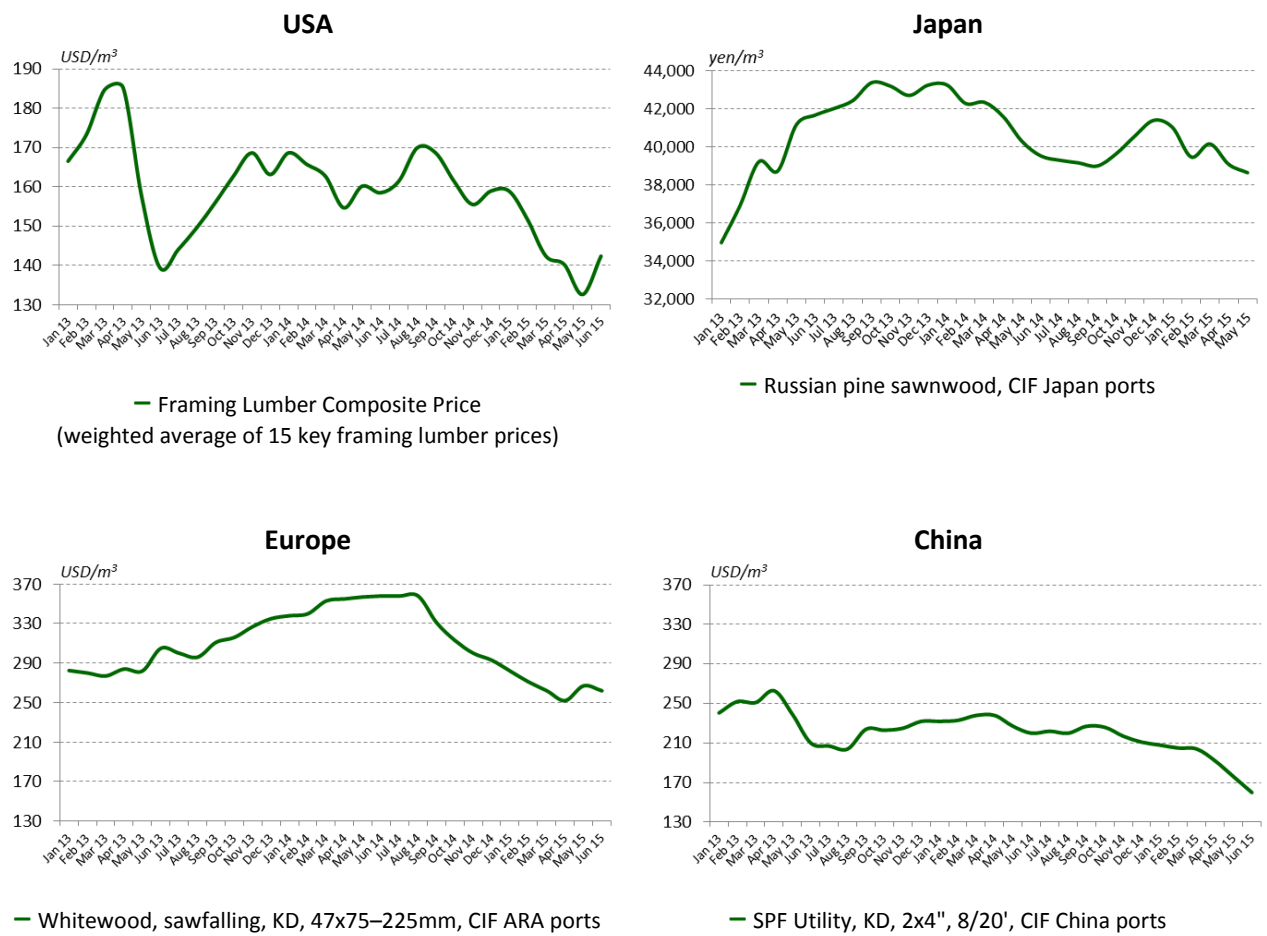 USA
USD/m³
190
180
170
160
150
140
130
Jan 13
Feb 13
Mar 13
Apr 13
May 13
Jun 13
Jul 13
Aug 13
Sep 13
Oct 13
Nov 13
Dec 13
Jan 14
Feb 14
Mar 14
Apr 14
May 14
Jun 14
Jul 14
Aug 14
Sep 14
Oct 14
Nov 14
Dec 14
Jan 15
Feb 15
Mar 15
Apr 15
May 15
Jun 15
Framing Lumber Composite Price
(weighted average of 15 key framing lumber prices)
Japan
yen/m³
44,000
42,000
40,000
38,000
36,000
34,000
32,000
Jan 13
Feb 13
Mar 13
Apr 13
May 13
Jun 13
Jul 13
Aug 13
Sep 13
Oct 13
Nov 13
Dec 13
Jan 14
Feb 14
Mar 14
Apr 14
May 14
Jun 14
Jul 14
Aug 14
Sep 14
Oct 14
Nov 14
Dec 14
Jan 15
Feb 15
Mar 15
Apr 15
May 15
Russian pine sawnwood, CIF Japan ports
Europe
USD/m³
370
330
290
250
210
170
130
Jan 13
Feb 13
Mar 13
Apr 13
May 13
Jun 13
Jul 13
Aug 13
Sep 13
Oct 13
Nov 13
Dec 13
Jan 14
Feb 14
Mar 14
Apr 14
May 14
Jun 14
Jul 14
Aug 14
Sep 14
Oct 14
Nov 14
Dec 14
Jan 15
Feb 15
Mar 15
Apr 15
May 15
Jun 15
Whitewood, sawfalling, KD, 47x75–225mm, CIF ARA ports
China
USD/m³
370
330
290
250
210
170
130
Jan 13
Feb 13
Mar 13
Apr 13
May 13
Jun 13
Jul 13
Aug 13
Sep 13
Oct 13
Nov 13
Dec 13
Jan 14
Feb 14
Mar 14
Apr 14
May 14
Jun 14
Jul 14
Aug 14
Sep 14
Oct 14
Nov 14
Dec 14
Jan 15
Feb 15
Mar 15
Apr 15
May 15
Jun 15
SPF Utility, KD, 2x4", 8/20', CIF China ports